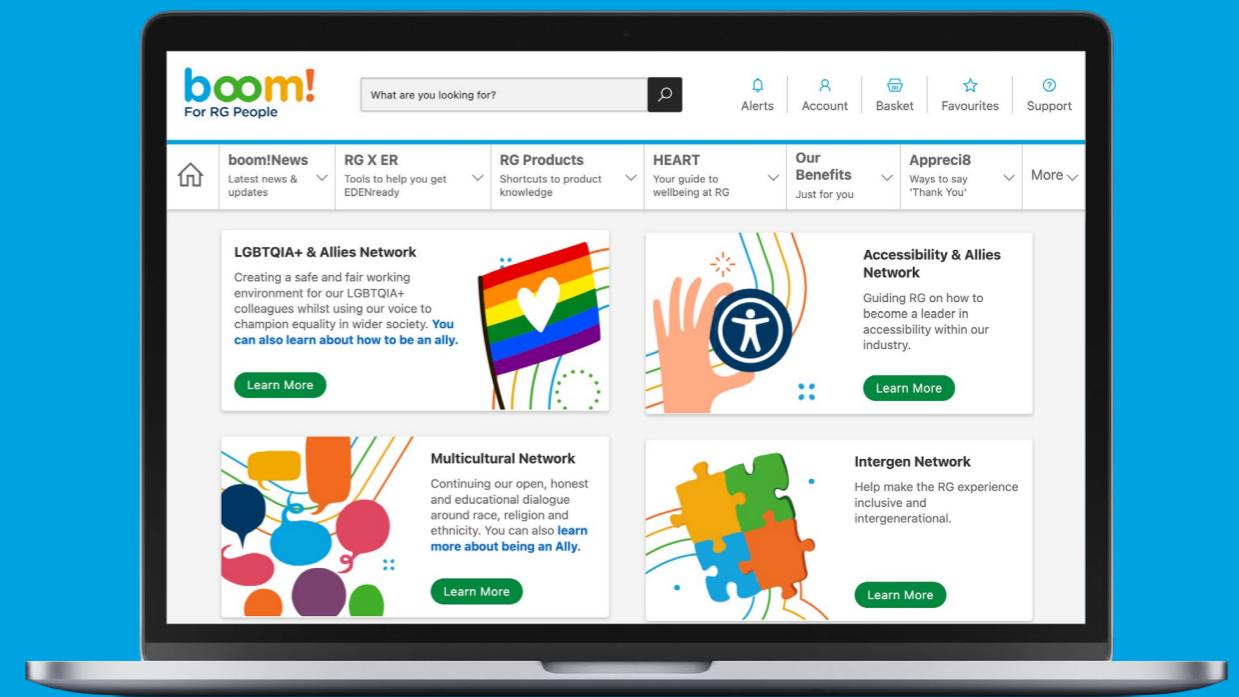 boom!
For RG People
What are you looking for?
Alerts
Account
Basket
Favourites
Support
boom!News
Latest news &
updates
RG X ER
Tools to help you get
EDENready
RG Products
Shortcuts to product
knowledge
HEART
Your guide to
wellbeing at RG
Our
Benefits
Just for you
Appreci8
Ways to say
'Thank You'
More
LGBTQIA+ & Allies Network
Creating a safe and fair working
environment for our LGBTQIA+
colleagues whilst using our voice to
champion equality in wider society. You
can also learn about how to be an ally.
Learn More
Accessibility & Allies
Network
Guiding RG on how to
become a leader in
accessibility within our
industry.
Learn More
Multicultural Network
Continuing our open, honest
and educational dialogue
around race, religion and
ethnicity. You can also learn
more about being an Ally.
Learn More
Intergen Network
Help make the RG experience
inclusive and
intergenerational.
Learn More